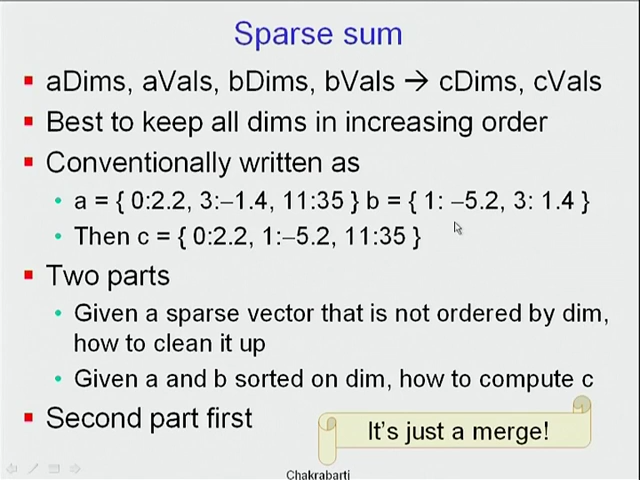 Sparse sum
aDims, aVals, bDims, bVals → cDims, cVals
Best to keep all dims in increasing order
Conventionally written as
a = { 0:2.2, 3:–1.4, 11:35 } b = { 1: –5.2, 3: 1.4 }
Then c = { 0:2.2, 1:–5.2, 11:35 }
Two parts
Given a sparse vector that is not ordered by dim,
how to clean it up
Given a and b sorted on dim, how to compute c
Second part first
It's just a merge!
Chakrabarti